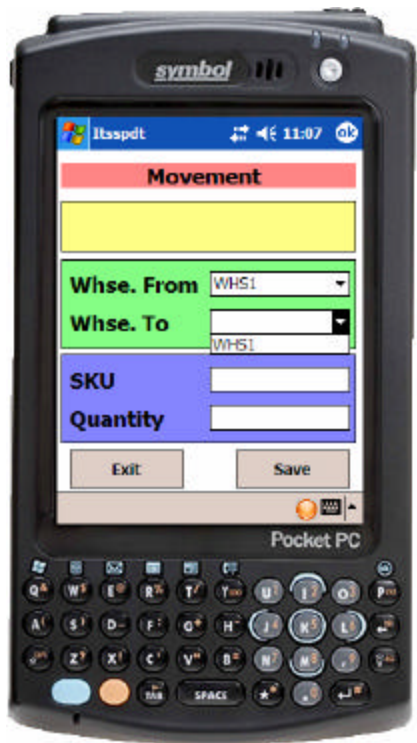 symbol
Itsspdt 11:07 ok
Movement
Whse. From WHS1
Whse. To
WHS1
SKU
Quantity
Exit Save
Pocket PC
Q W E R T Y U I O P
A S D F G H J K L
Z X C V B N M
TAB SPACE